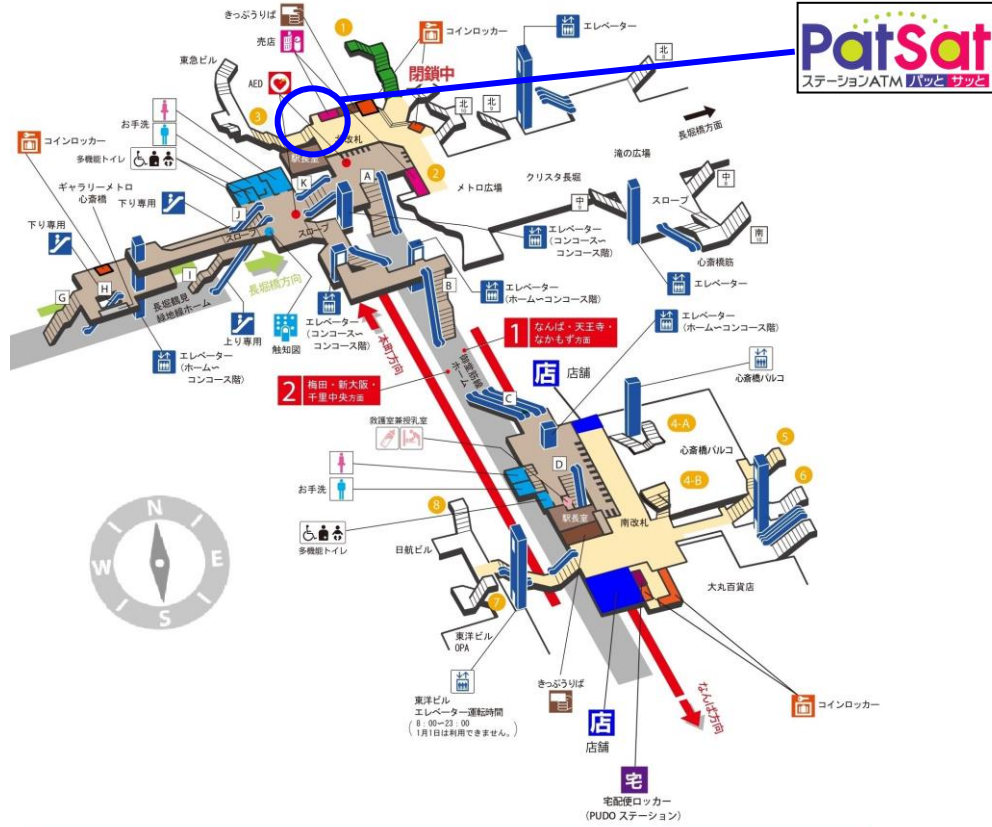 きっぷうりば
売店
東急ビル
AED
1
コインロッカー
閉鎖中
エレベーター
北
8
北
10
北
9
PatSat
ステーションATM パッと サッと
長堀橋方面
滝の広場
クリスタ長堀
メトロ広場
中
中
スロープ
南
10
心斎橋筋
エレベーター
3
お手洗
多機能トイレ
コインロッカー
ギャラリーメトロ
心斎橋
下り専用
下り専用
北改札
駅長室
2
A
K
J
スロープ
スロープ
I
H
G
長堀橋方向
長堀鶴見
緑地線ホーム
エレベーター
(ホーム〜
コンコース階)
上り専用
触知図
エレベーター
(コンコース〜
コンコース階)
エレベーター
(コンコース〜
コンコース階)
B
エレベーター
(ホーム〜コンコース階)
エレベーター
(ホーム〜コンコース階)
本町方向
1 なんば・天王寺・
なかもず方面
2 梅田・新大阪・
千里中央方面
御堂筋線
ホーム
店 店舗
心斎橋パルコ
C
救護室兼授乳室
D
4-A
心斎橋パルコ
4-B
5
6
お手洗
多機能トイレ
駅長室
南改札
8
日航ビル
7
大丸百貨店
東洋ビル
OPA
東洋ビル
エレベーター運転時間
(8:00〜23:00
1月1日は利用できません。)
きっぷうりば
店
店舗
宅
宅配便ロッカー
(PUDO ステーション)
なんば方向
コインロッカー
N
E
S
W